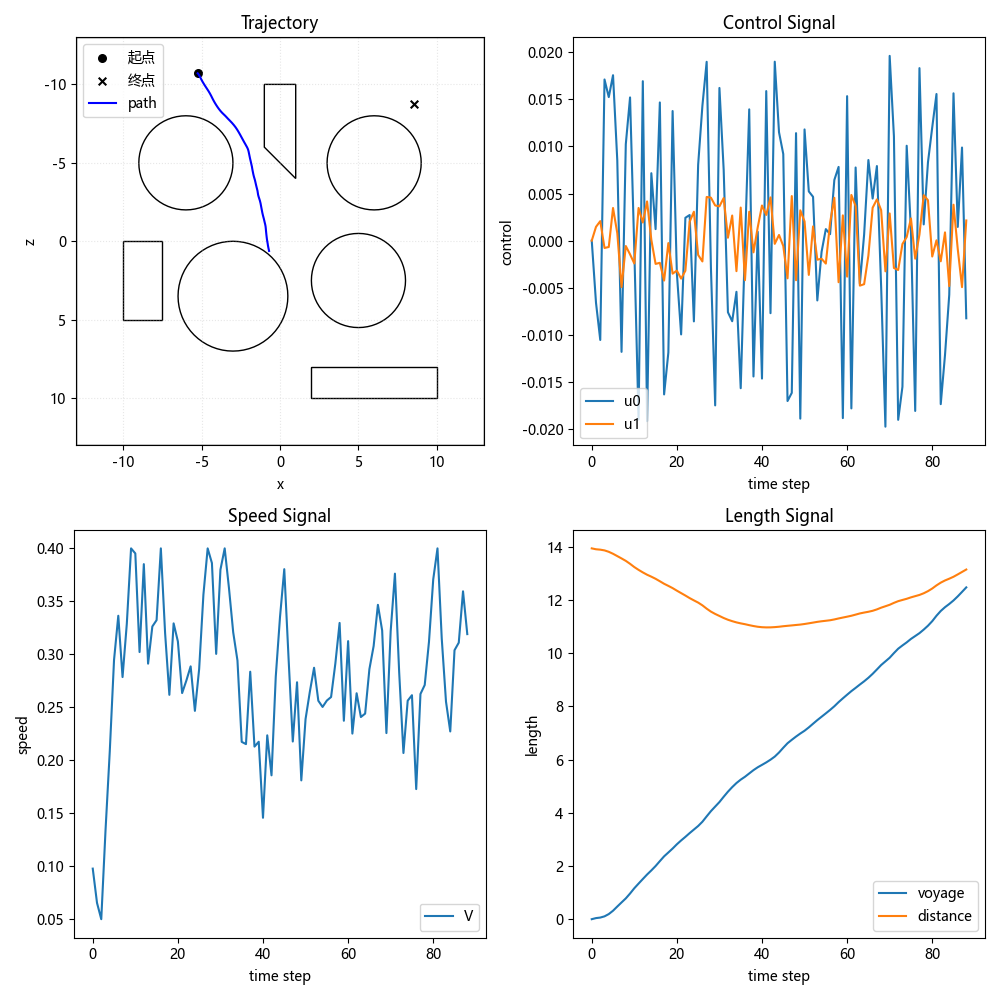 Trajectory
起点
终点
path
-10
-5
0
5
10
z
-10
-5
0
5
10
x
Control Signal
0.020
0.015
0.010
0.005
0.000
-0.005
-0.010
-0.015
-0.020
control
u0
u1
0
20
40
60
80
time step
Speed Signal
0.40
0.35
0.30
0.25
0.20
0.15
0.10
0.05
speed
V
0
20
40
60
80
time step
Length Signal
14
12
10
8
6
4
2
0
length
voyage
distance
0
20
40
60
80
time step